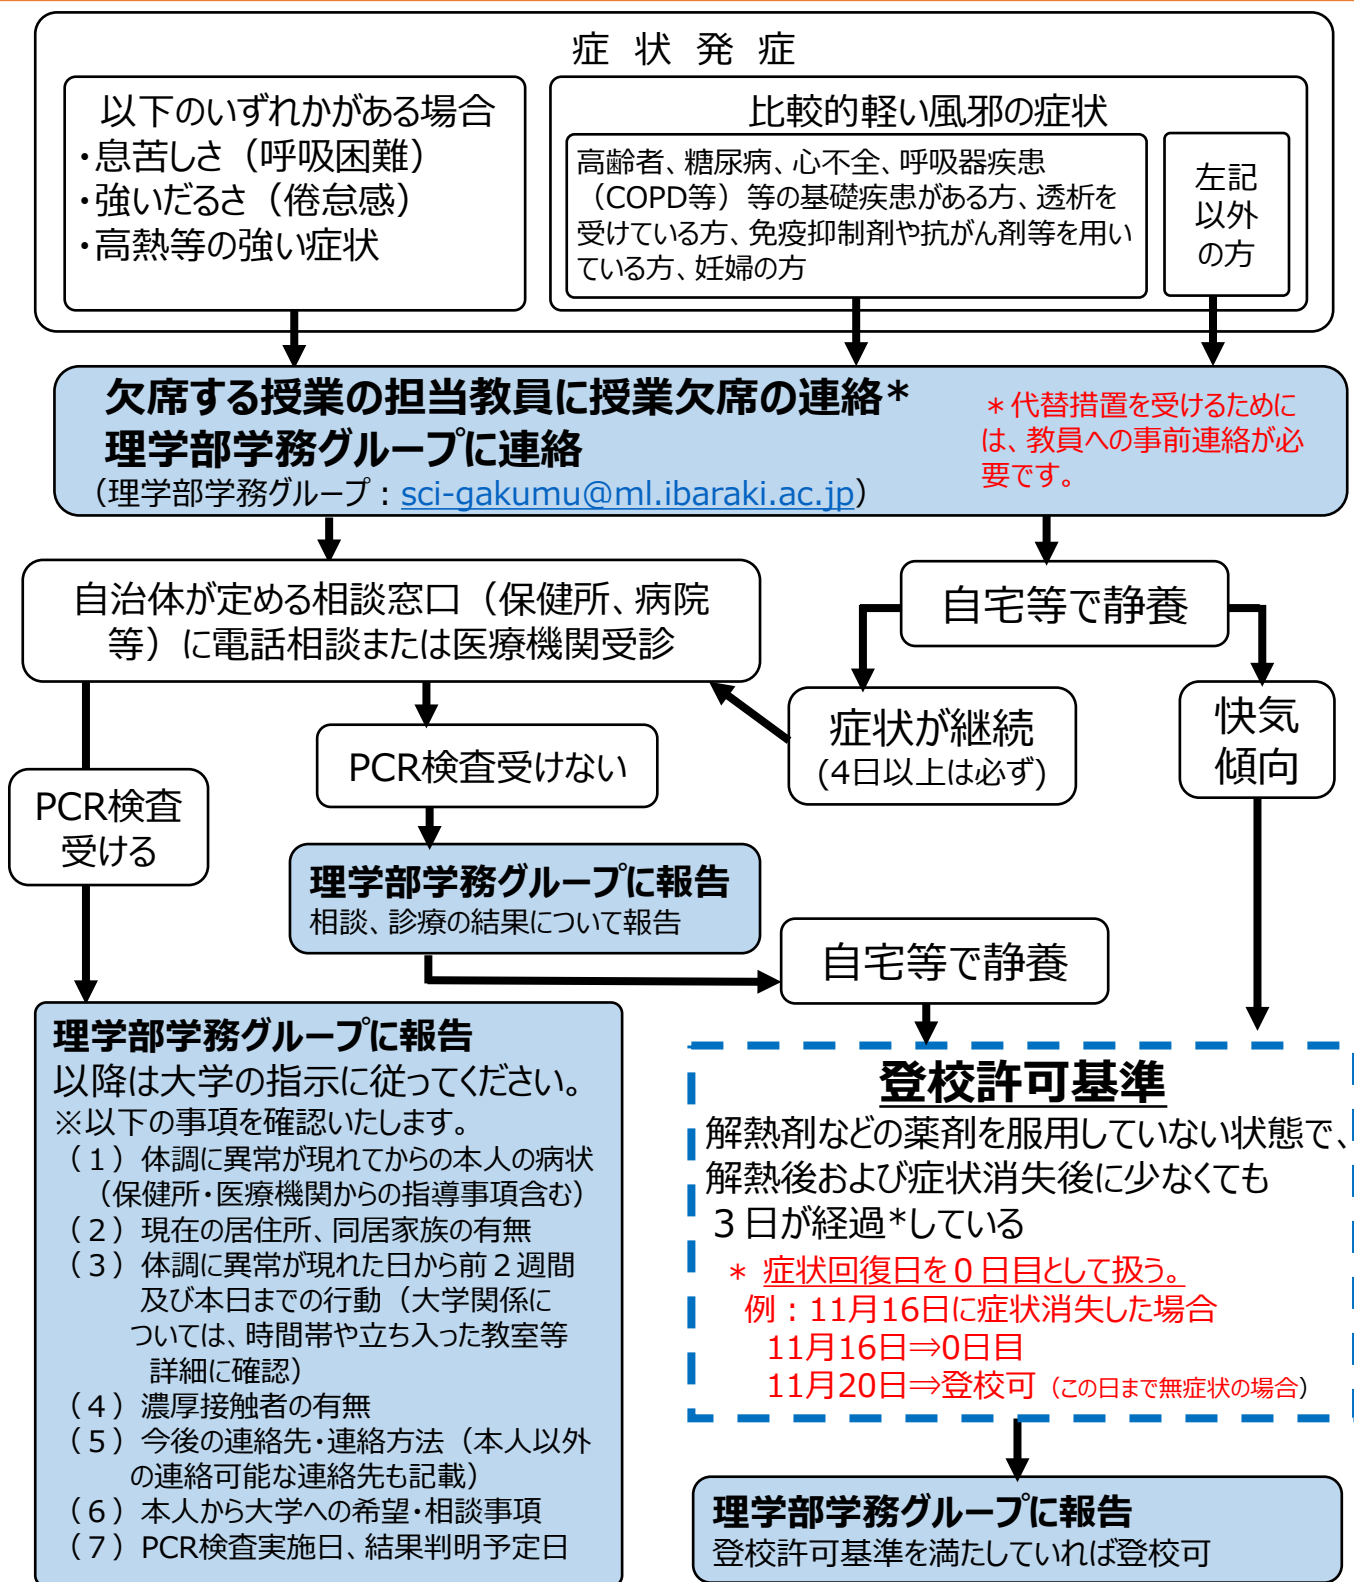 症 状 発 症
以下のいずれかがある場合
・息苦しさ（呼吸困難）
・強いだるさ（倦怠感）
・高熱等の強い症状
比較的軽い風邪の症状
高齢者、糖尿病、心不全、呼吸器疾患
（COPD等）等の基礎疾患がある方、透析を
受けている方、免疫抑制剤や抗がん剤等を用い
ている方、妊婦の方
左記
以外
の方
欠席する授業の担当教員に授業欠席の連絡*
理学部学務グループに連絡
（理学部学務グループ：sci-gakumu@ml.ibaraki.ac.jp）
＊代替措置を受けるために
は、教員への事前連絡が必
要です。
自治体が定める相談窓口（保健所、病院
等）に電話相談または医療機関受診
自宅等で静養
症状が継続
(4日以上は必ず)
快気
傾向
PCR検査受けない
PCR検査
受ける
理学部学務グループに報告
相談、診療の結果について報告
自宅等で静養
理学部学務グループに報告
以降は大学の指示に従ってください。
※以下の事項を確認いたします。
（１）体調に異常が現れてからの本人の病状
（保健所・医療機関からの指導事項含む）
（２）現在の居住所、同居家族の有無
（３）体調に異常が現れた日から前２週間
及び本日までの行動（大学関係に
ついては、時間帯や立ち入った教室等
詳細に確認）
（４）濃厚接触者の有無
（５）今後の連絡先・連絡方法（本人以外
の連絡可能な連絡先も記載）
（６）本人から大学への希望・相談事項
（７）PCR検査実施日、結果判明予定日
登校許可基準
解熱剤などの薬剤を服用していない状態で、
解熱後および症状消失後に少なくても
３日が経過*している
＊ 症状回復日を０日目として扱う。
例：11月16日に症状消失した場合
11月16日⇒0日目
11月20日⇒登校可（この日まで無症状の場合）
理学部学務グループに報告
登校許可基準を満たしていれば登校可